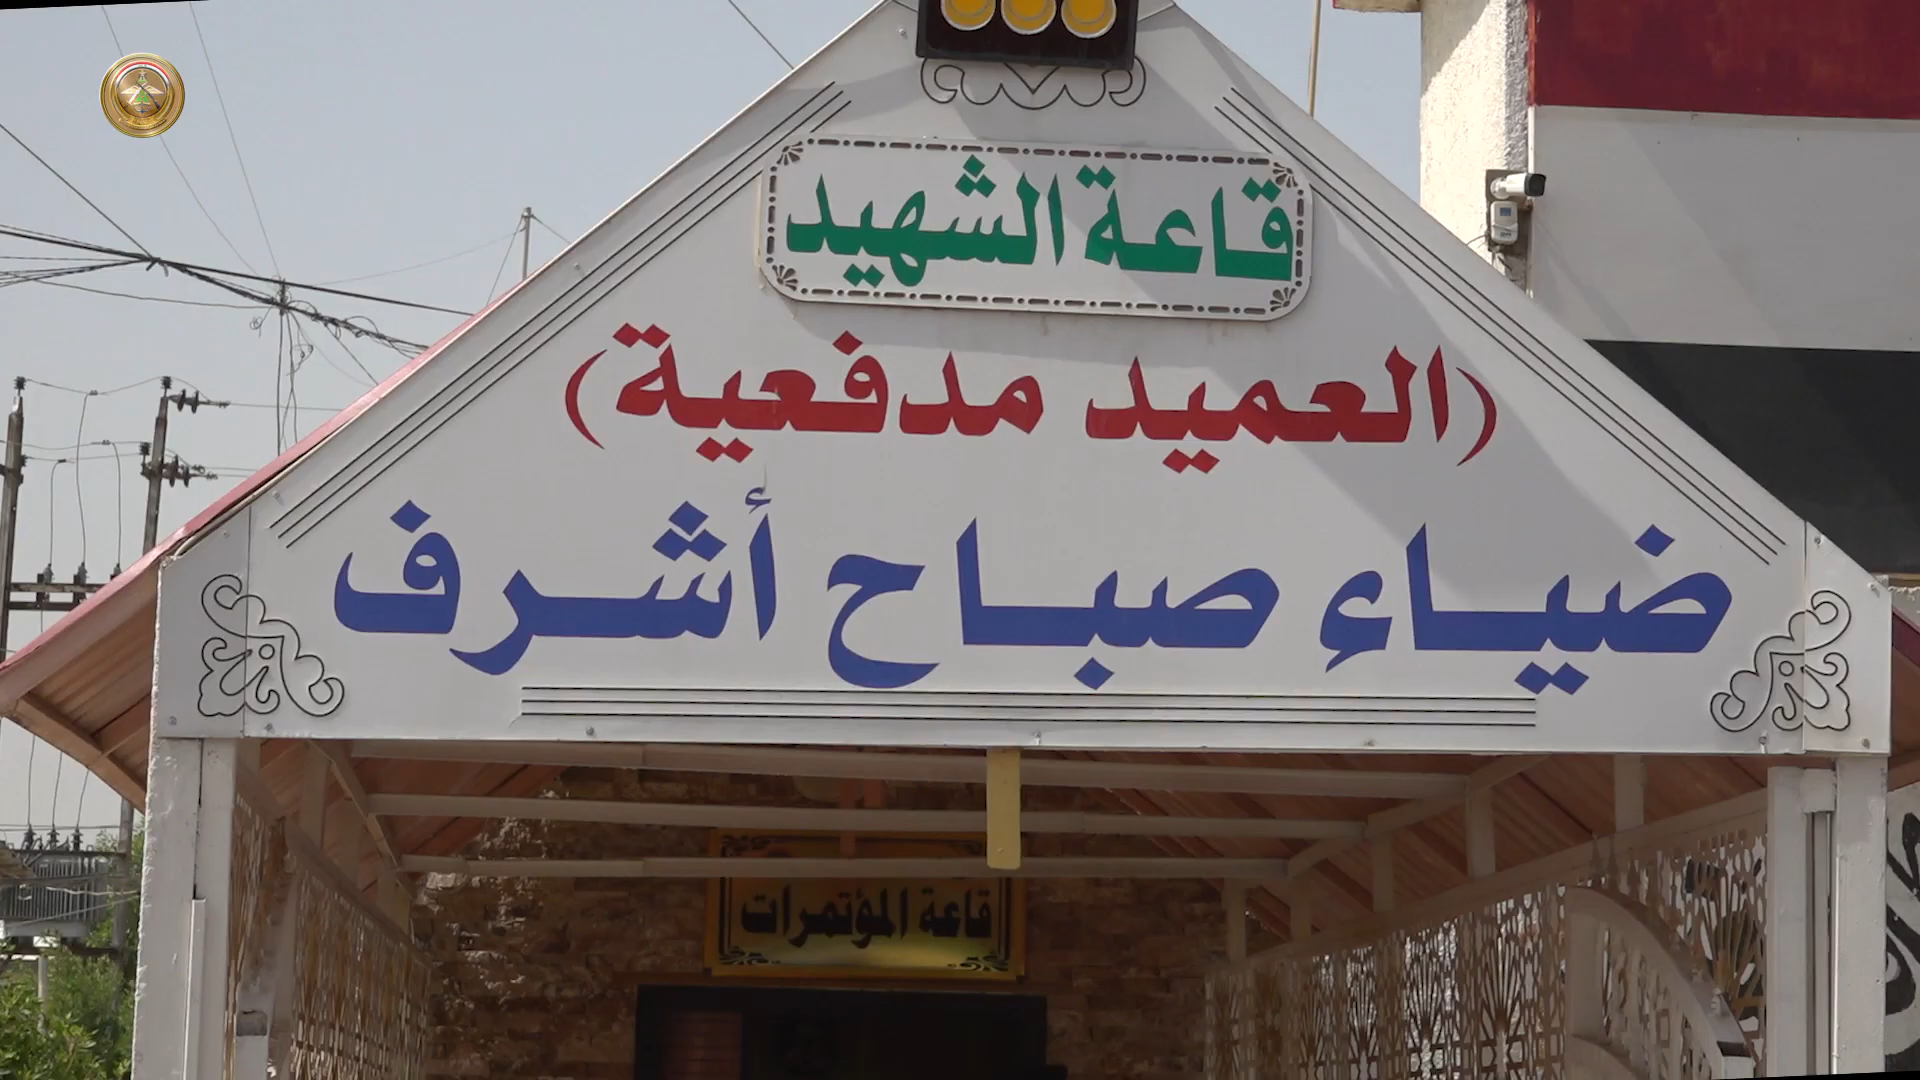 قاعة الشهيد
(العميد مدفعية)
ضياء صباح أشرف
قاعة المؤتمرات